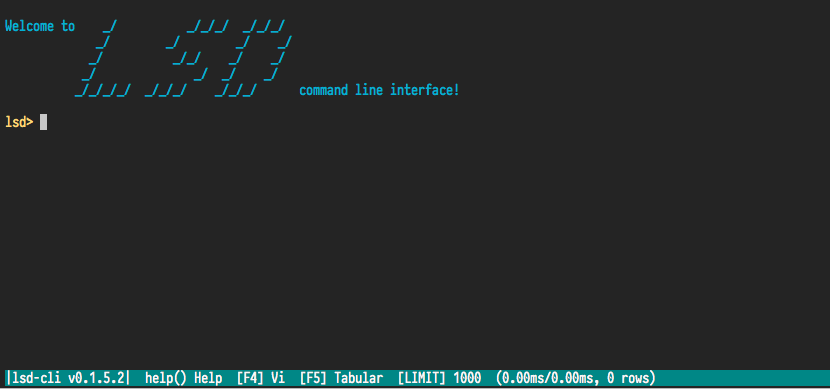 Welcome to LSD command line interface!
lsd>
|lsd-cli v0.1.5.2| help() Help [F4] Vi [F5] Tabular [LIMIT] 1000 (0.00ms/0.00ms, 0 rows)